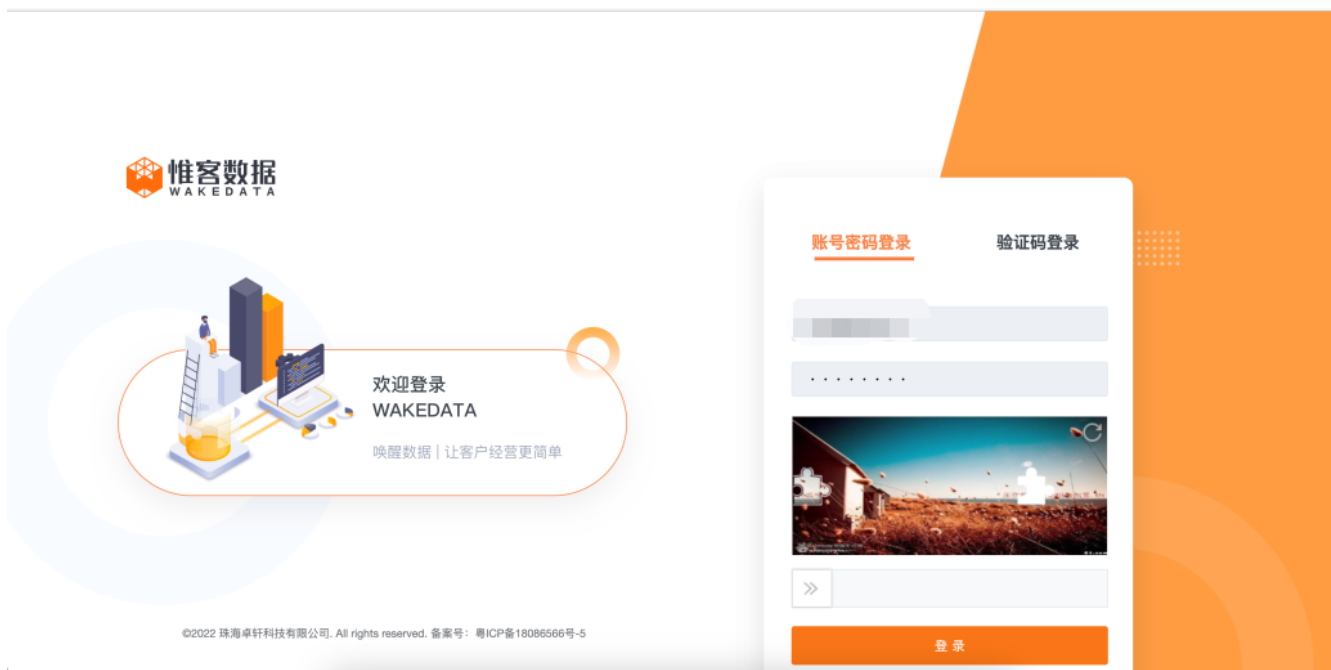 惟客数据
WAKEDATA
欢迎登录
WAKEDATA
唤醒数据 | 让客户经营更简单
©2022 珠海卓轩科技有限公司. All rights reserved. 备案号: 粤ICP备18086566号-5
账号密码登录
验证码登录
登 录